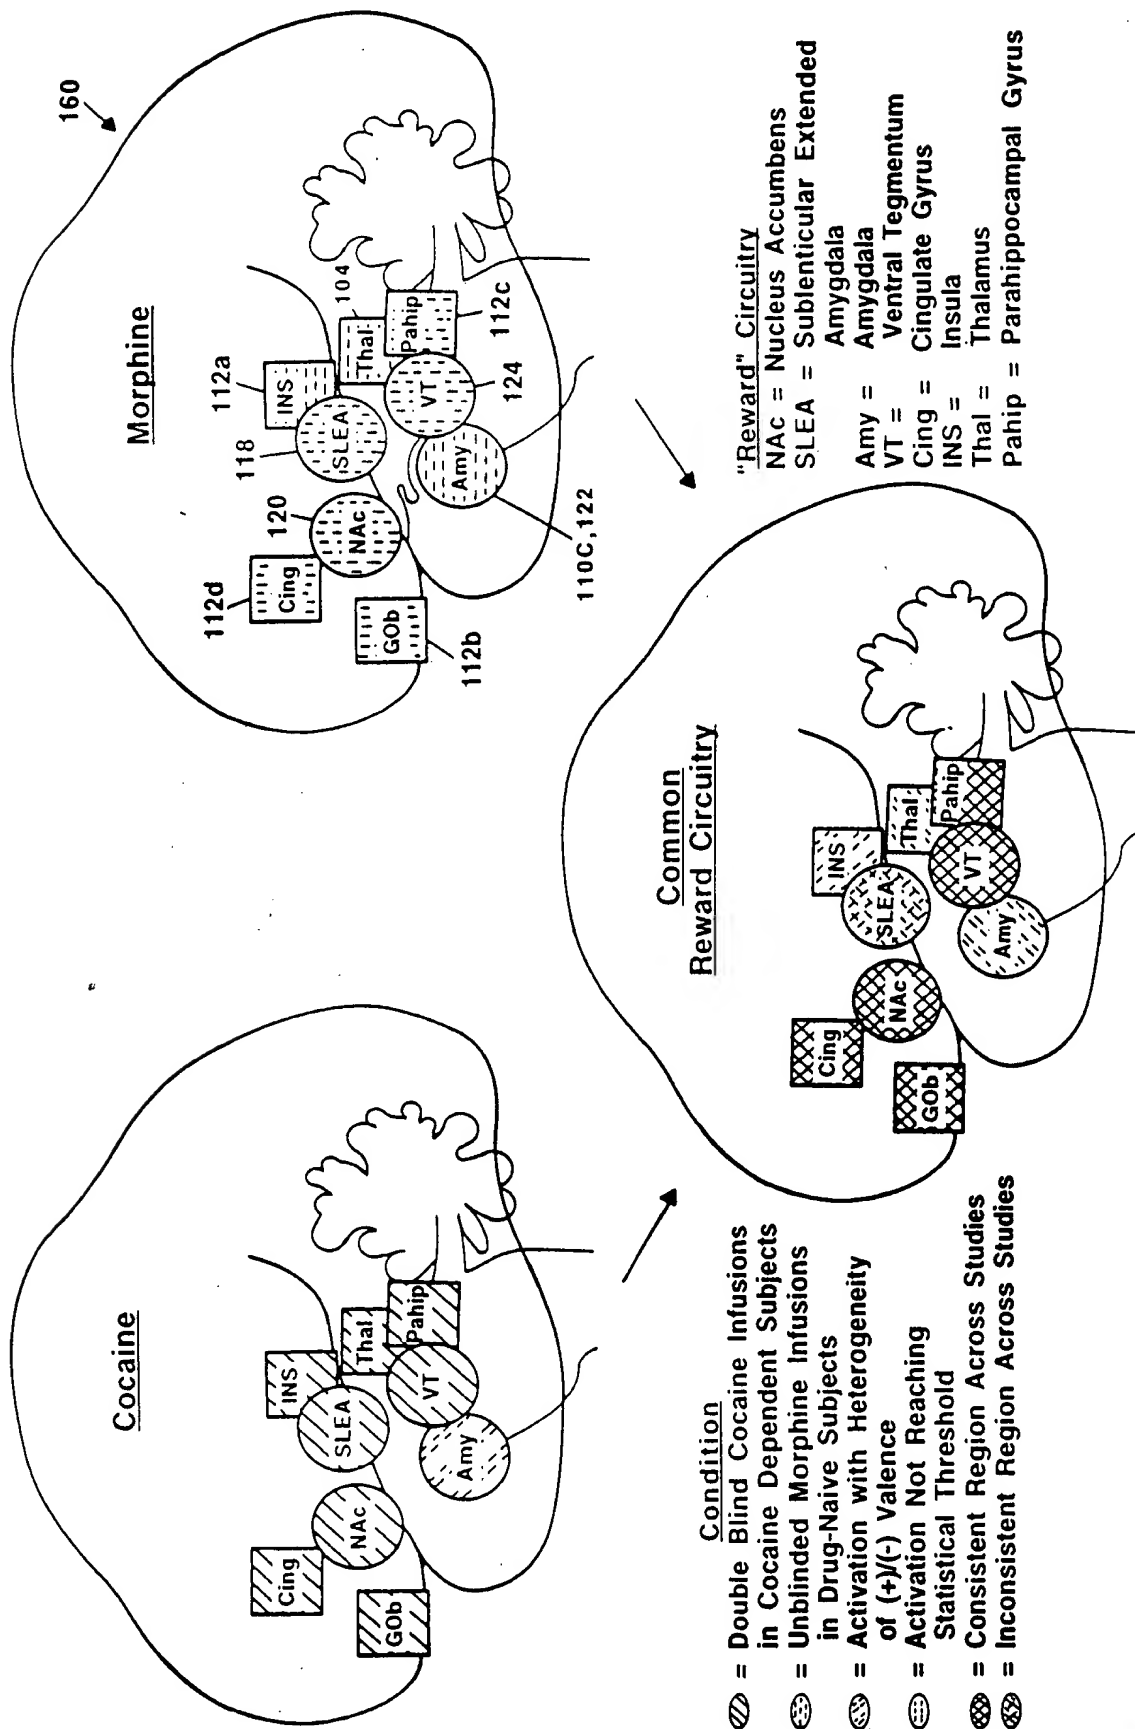 Cocaine
Cing
NAc
INS
SLEA
Thal
Pahip
VT
Amy
GOb
Morphine
160
112d
120
118
112a
104
Cing
NAc
INS
SLEA
Thal
Pahip
VT
Amy
GOb
112c
124
110C,122
112b
Common
Reward Circuitry
Cing
NAc
INS
SLEA
Thal
Pahip
VT
Amy
GOb
Condition
= Double Blind Cocaine Infusions
in Cocaine Dependent Subjects
= Unblinded Morphine Infusions
in Drug-Naive Subjects
= Activation with Heterogeneity
of (+)/(-) Valence
= Activation Not Reaching
Statistical Threshold
= Consistent Region Across Studies
= Inconsistent Region Across Studies
"Reward" Circuitry
NAc = Nucleus Accumbens
SLEA = Sublenticular Extended
Amygdala
Amy = Amygdala
VT = Ventral Tegmentum
Cing = Cingulate Gyrus
INS = Insula
Thal = Thalamus
Pahip = Parahippocampal Gyrus